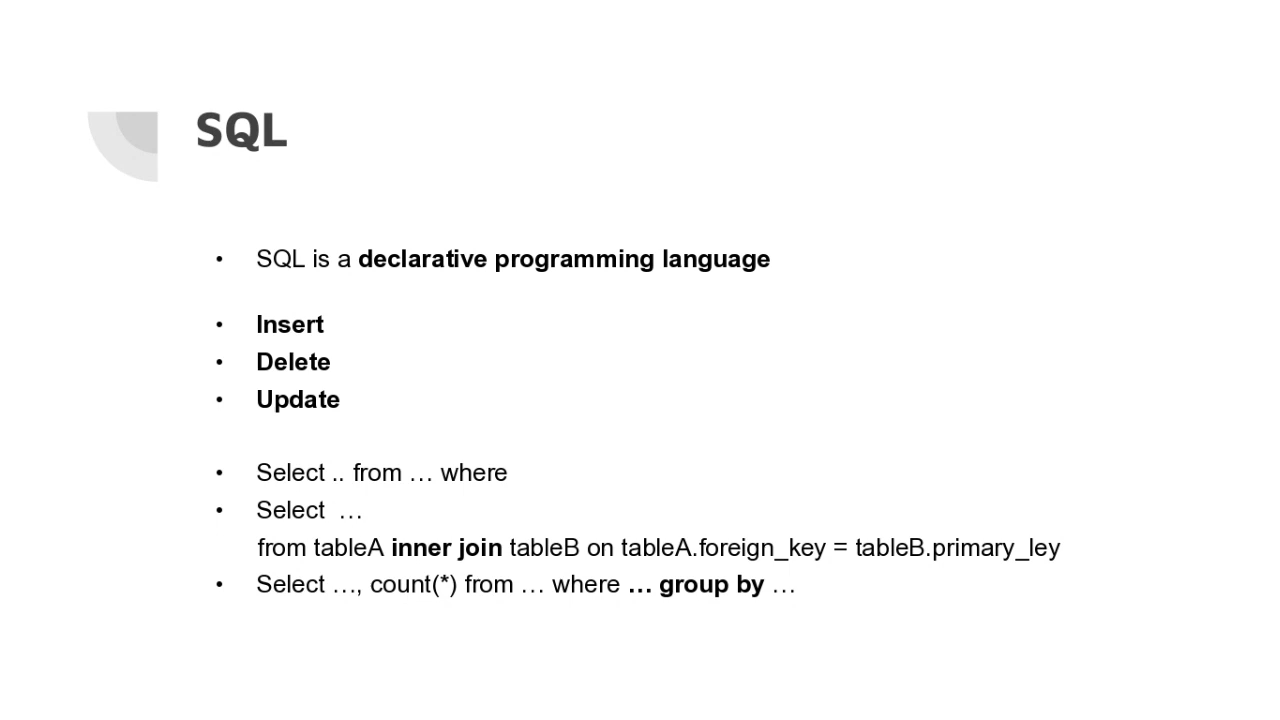 SQL
• SQL is a declarative programming language
• Insert
• Delete
• Update
• Select .. from … where
• Select  …
from tableA inner join tableB on tableA.foreign_key = tableB.primary_ley
• Select …, count(*) from … where … group by …